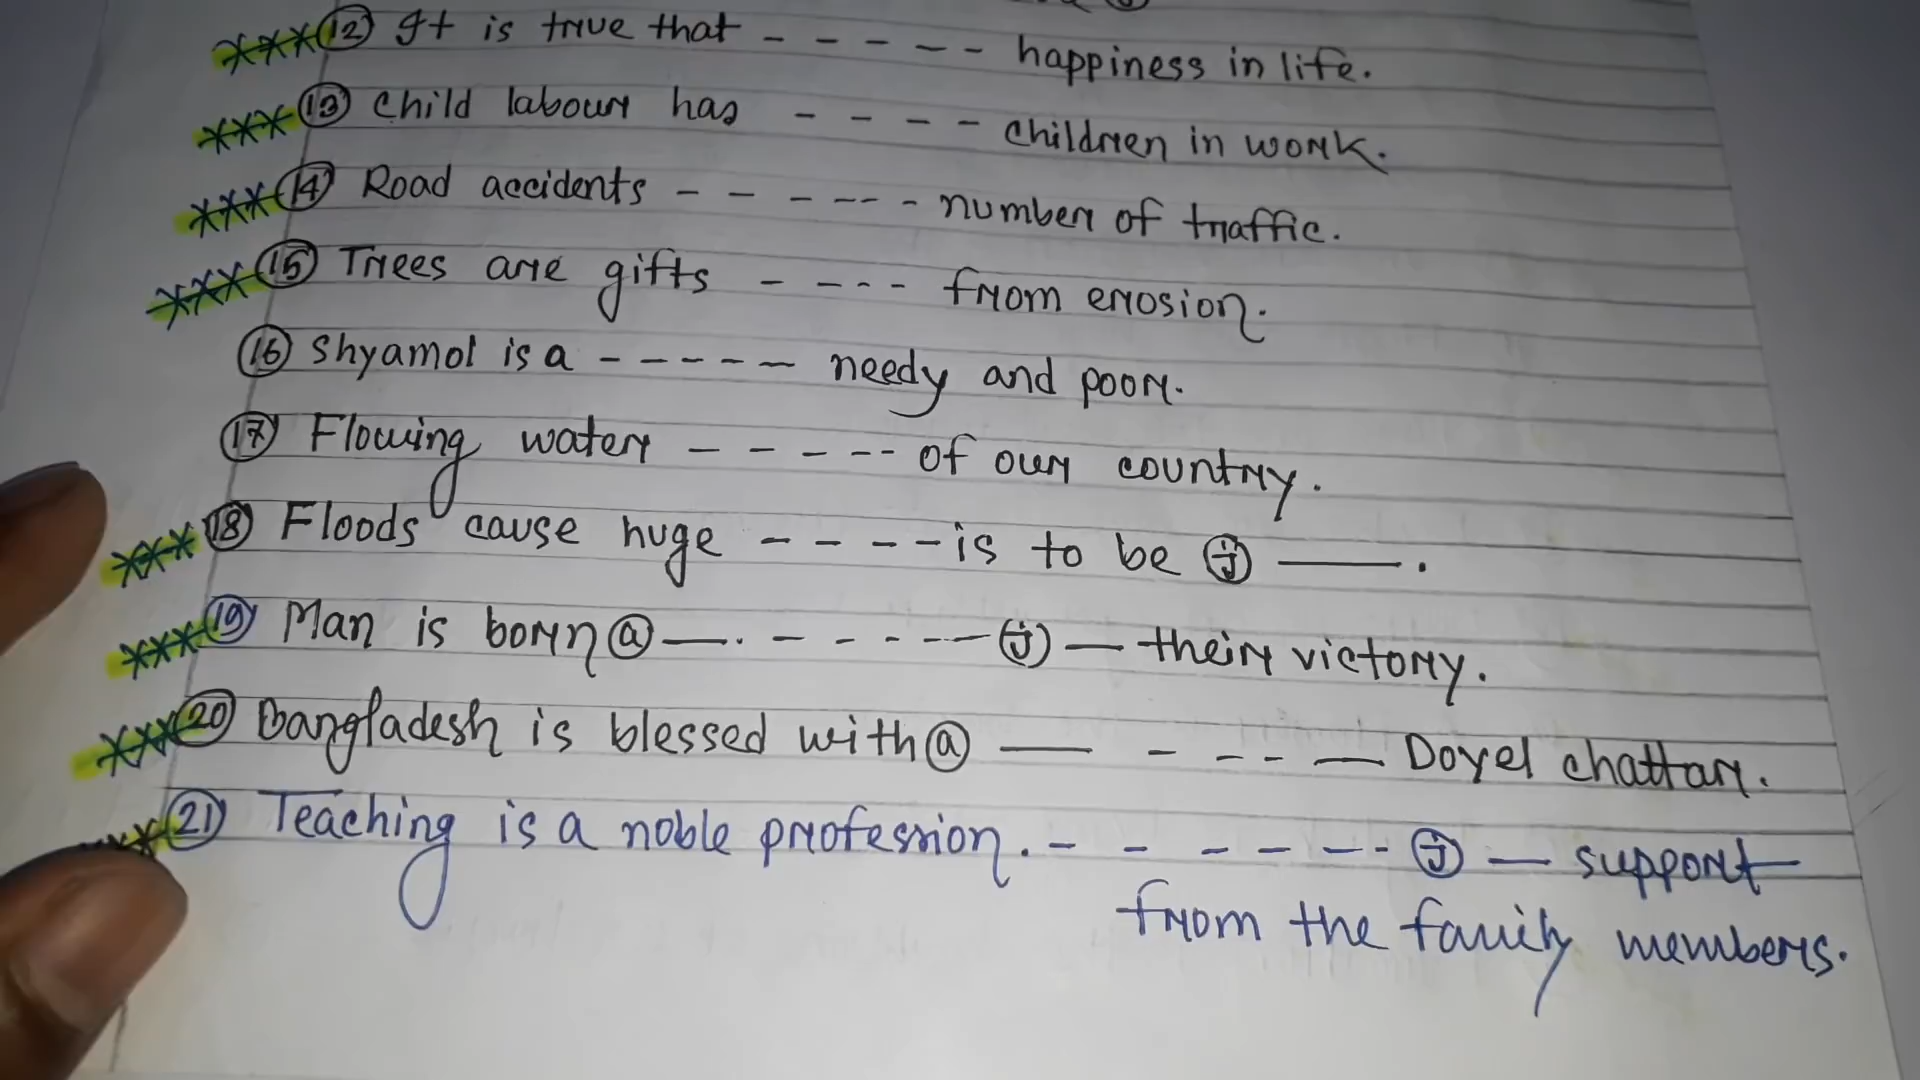 ***12 It is true that - - - - - happiness in life.
***13 Child labour has - - - - children in work.
***14 Road accidents - - - - - - number of traffic.
***15 Trees are gifts - - - - from erosion.
16 Shyamol is a - - - - - needy and poor.
17 Flowing water - - - - - of our country.
***18 Floods cause huge - - - - is to be (j) —.
***19 Man is born (a) —. - - - - - (j) — their victory.
***20 Bangladesh is blessed with (a) — - - - — Doyel chattar.
***21 Teaching is a noble profession. - - - - - - (j) — support
from the family members.